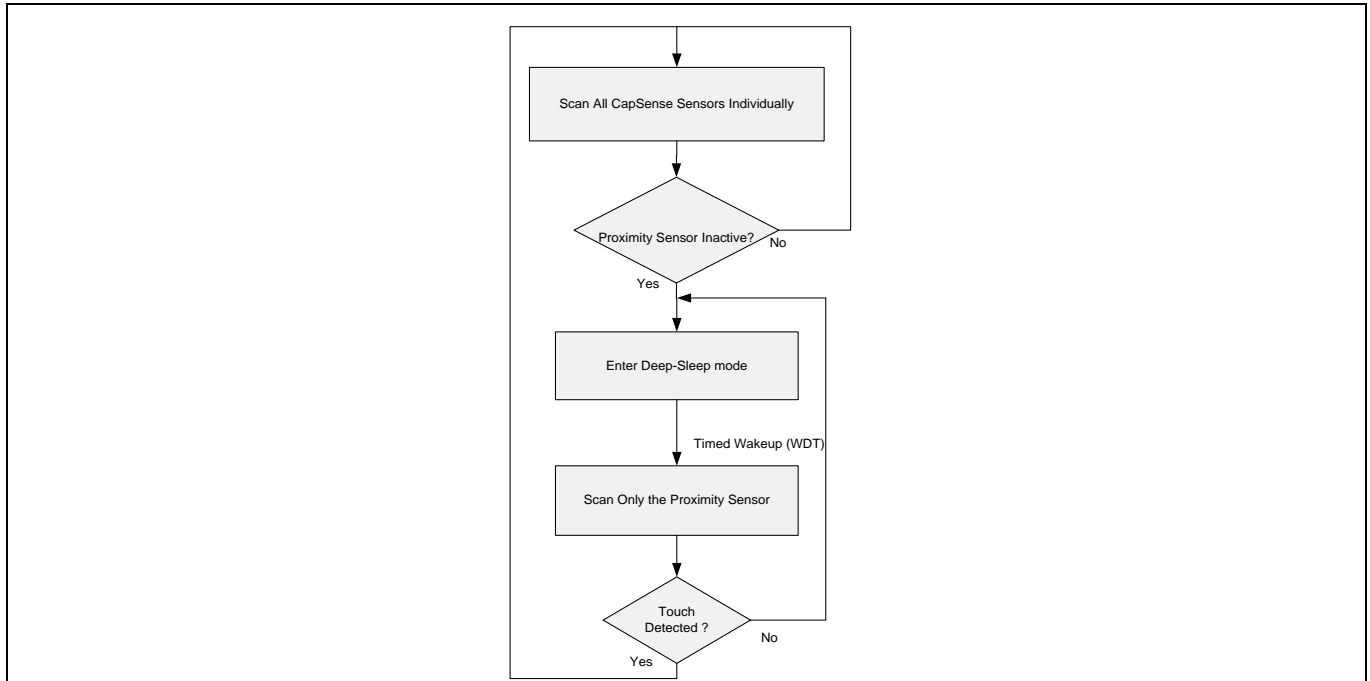 Scan All CapSense Sensors Individually
Proximity Sensor Inactive?
No
Yes
Enter Deep-Sleep mode
Timed Wakeup (WDT)
Scan Only the Proximity Sensor
Touch
Detected ?
No
Yes